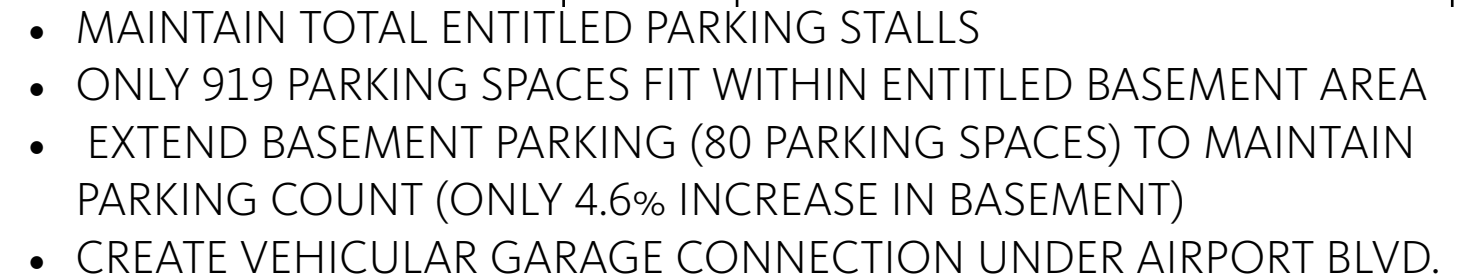 • MAINTAIN TOTAL ENTITLED PARKING STALLS
• ONLY 919 PARKING SPACES FIT WITHIN ENTITLED BASEMENT AREA
• EXTEND BASEMENT PARKING (80 PARKING SPACES) TO MAINTAIN
PARKING COUNT (ONLY 4.6% INCREASE IN BASEMENT)
• CREATE VEHICULAR GARAGE CONNECTION UNDER AIRPORT BLVD.